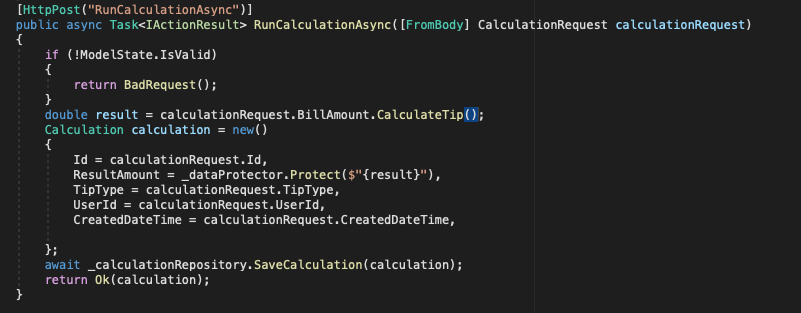 [HttpPost("RunCalculationAsync")]
public async Task<IActionResult> RunCalculationAsync([FromBody] CalculationRequest calculationRequest)
{
    if (!ModelState.IsValid)
    {
        return BadRequest();
    }
    double result = calculationRequest.BillAmount.CalculateTip();
    Calculation calculation = new()
    {
        Id = calculationRequest.Id,
        ResultAmount = _dataProtector.Protect($"{result}"),
        TipType = calculationRequest.TipType,
        UserId = calculationRequest.UserId,
        CreatedDateTime = calculationRequest.CreatedDateTime,
    };
    await _calculationRepository.SaveCalculation(calculation);
    return Ok(calculation);
}